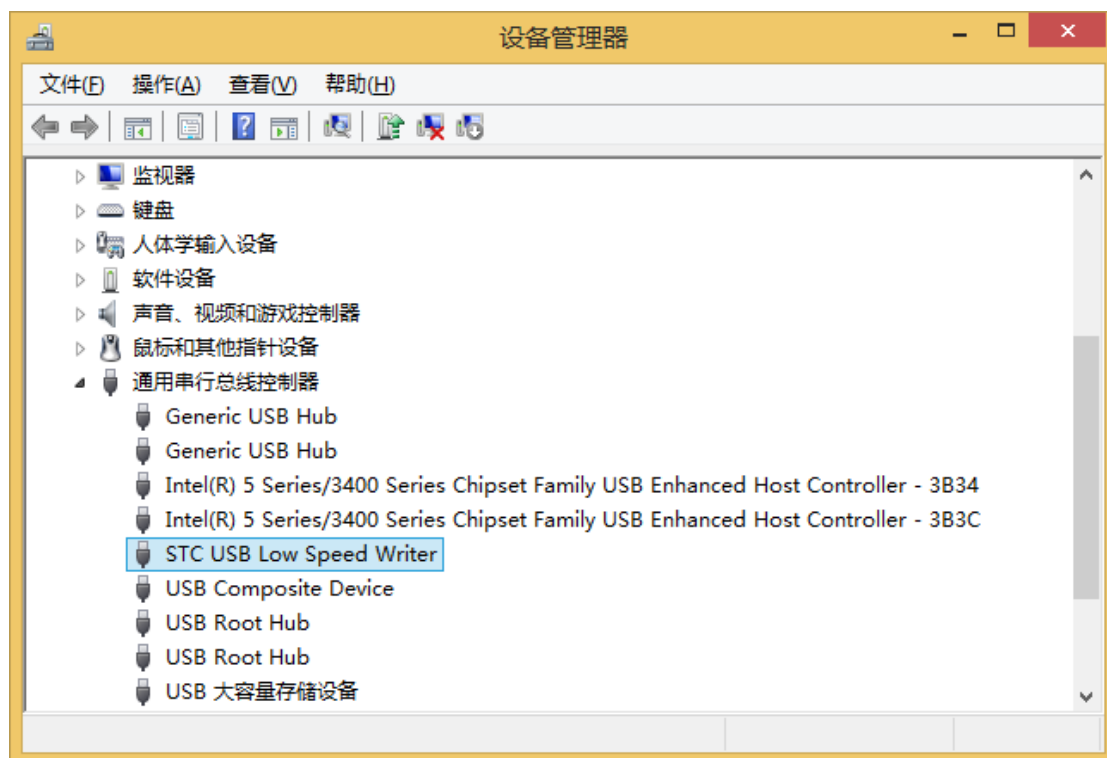 设备管理器
文件(F) 操作(A) 查看(V) 帮助(H)
监视器
键盘
人体学输入设备
软件设备
声音、视频和游戏控制器
鼠标和其他指针设备
通用串行总线控制器
Generic USB Hub
Generic USB Hub
Intel(R) 5 Series/3400 Series Chipset Family USB Enhanced Host Controller - 3B34
Intel(R) 5 Series/3400 Series Chipset Family USB Enhanced Host Controller - 3B3C
STC USB Low Speed Writer
USB Composite Device
USB Root Hub
USB Root Hub
USB 大容量存储设备